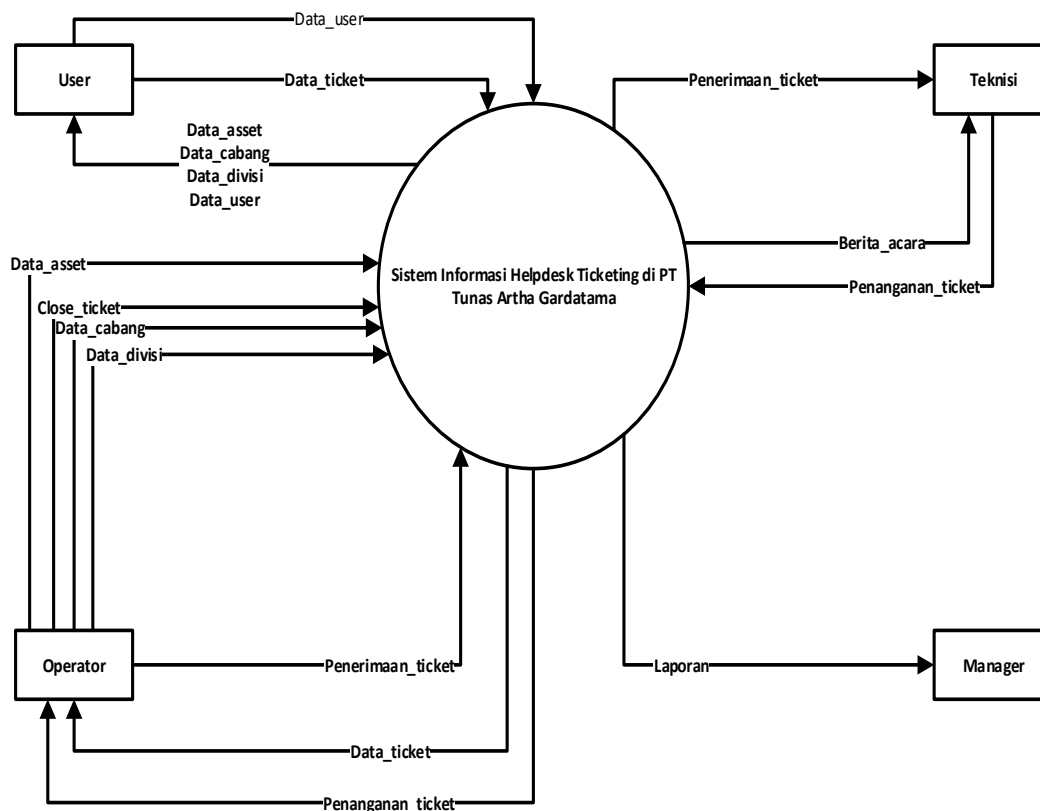 Data_user
User
Data_ticket
Penerimaan_ticket
Teknisi
Data_asset
Data_cabang
Data_divisi
Data_user
Berita_acara
Data_asset
Sistem Informasi Helpdesk Ticketing di PT
Tunas Artha Gardatama
Penanganan_ticket
Close_ticket
Data_cabang
Data_divisi
Operator
Penerimaan_ticket
Laporan
Manager
Data_ticket
Penanganan_ticket